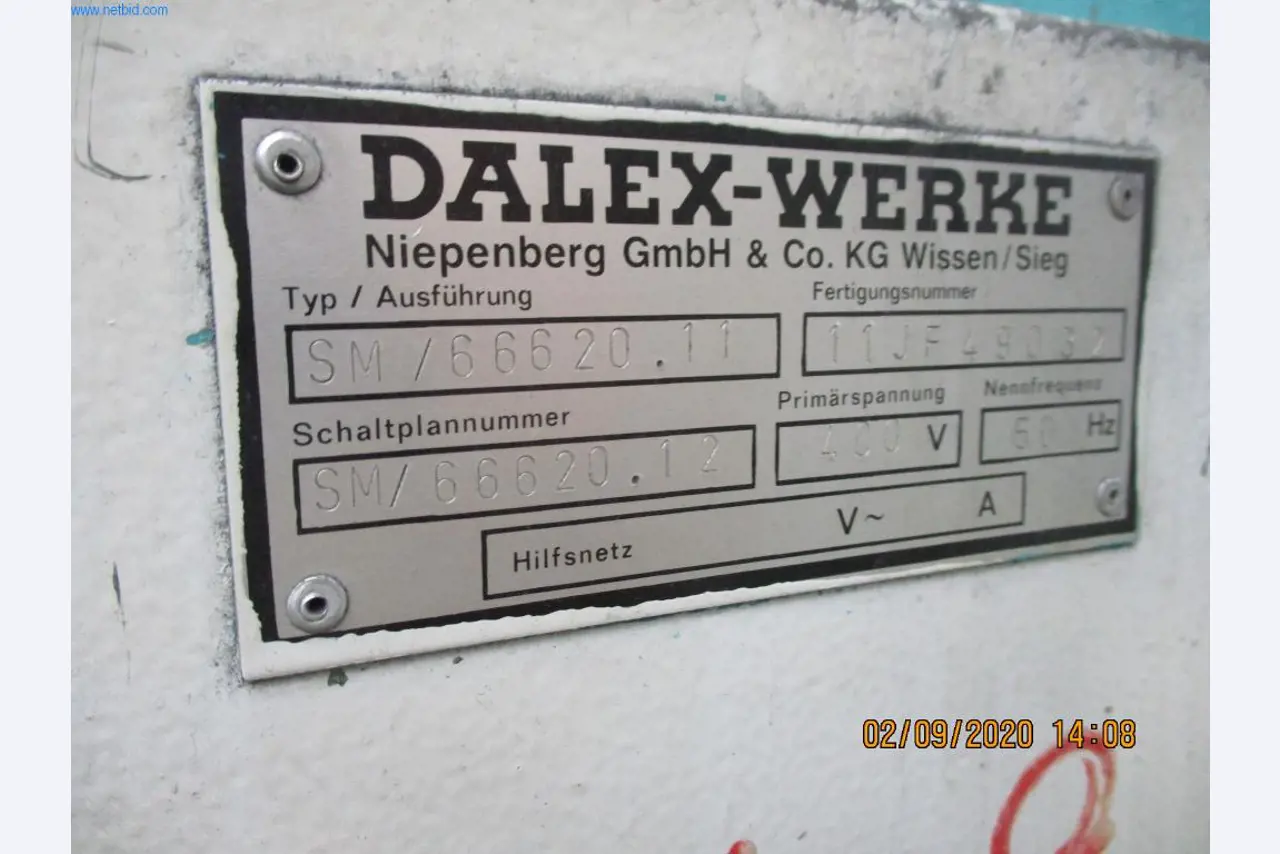 www.netbid.com
DALEX-WERKE
Niepenberg GmbH & Co. KG Wissen/Sieg
Typ / Ausführung
Fertigungsnummer
SM/66620.11
11JF49032
Schaltplannummer
Primärspannung
Nennfrequenz
SM/66620.12
400 V
50 Hz
Hilfsnetz V~ A
02/09/2020 14:08